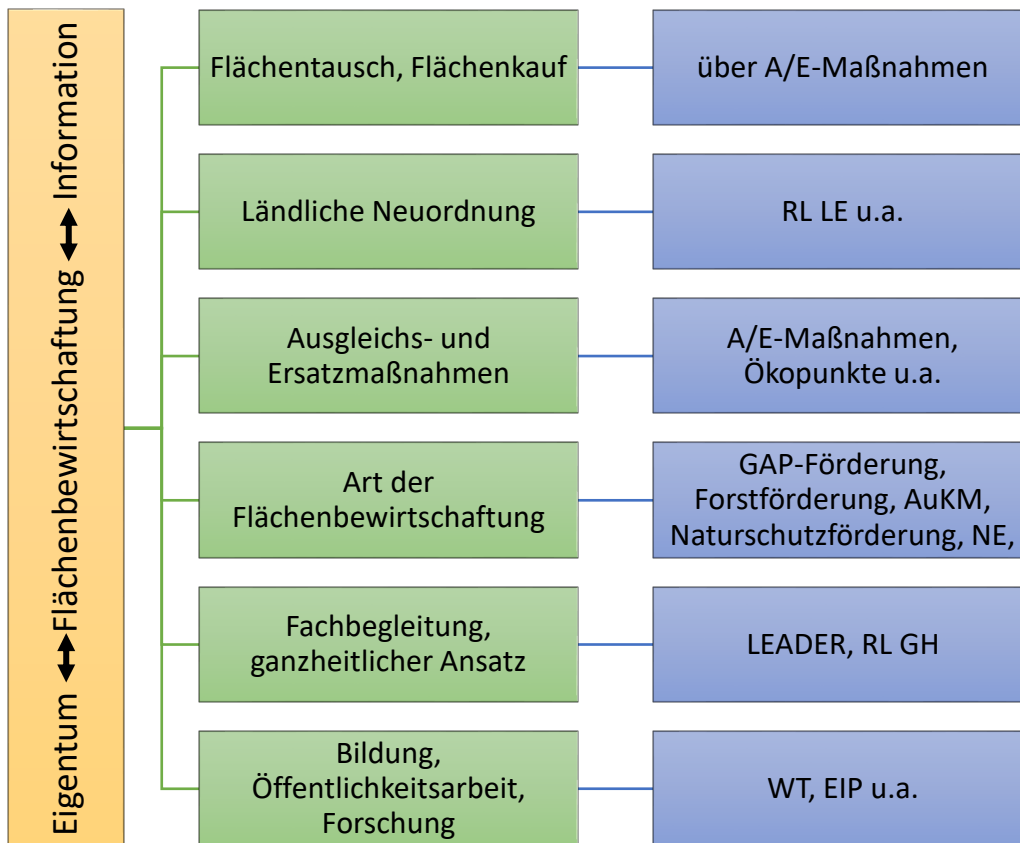 Eigentum ↔ Flächenbewirtschaftung ↔ Information
Flächentausch, Flächenkauf
über A/E-Maßnahmen
Ländliche Neuordnung
RL LE u.a.
Ausgleichs- und
Ersatzmaßnahmen
A/E-Maßnahmen,
Ökopunkte u.a.
Art der
Flächenbewirtschaftung
GAP-Förderung,
Forstförderung, AuKM,
Naturschutzförderung, NE,
Fachbegleitung,
ganzheitlicher Ansatz
LEADER, RL GH
Bildung,
Öffentlichkeitsarbeit,
Forschung
WT, EIP u.a.